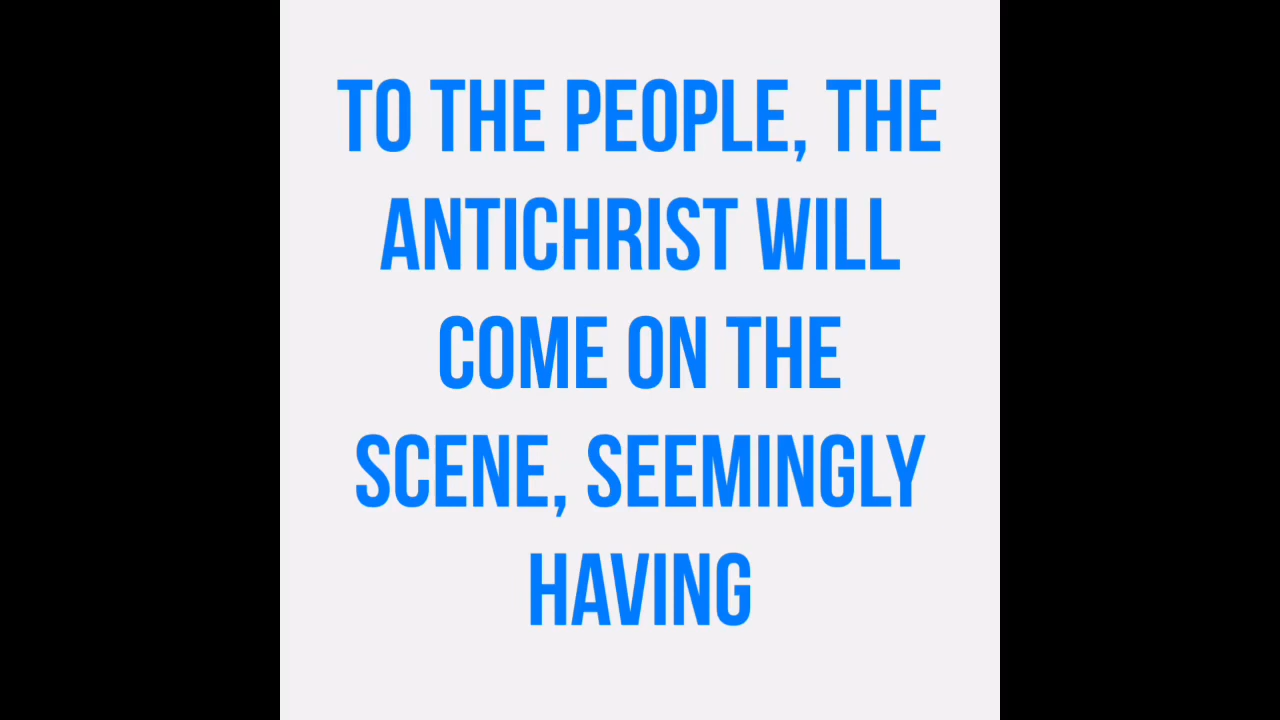 TO THE PEOPLE, THE
ANTICHRIST WILL
COME ON THE
SCENE, SEEMINGLY
HAVING